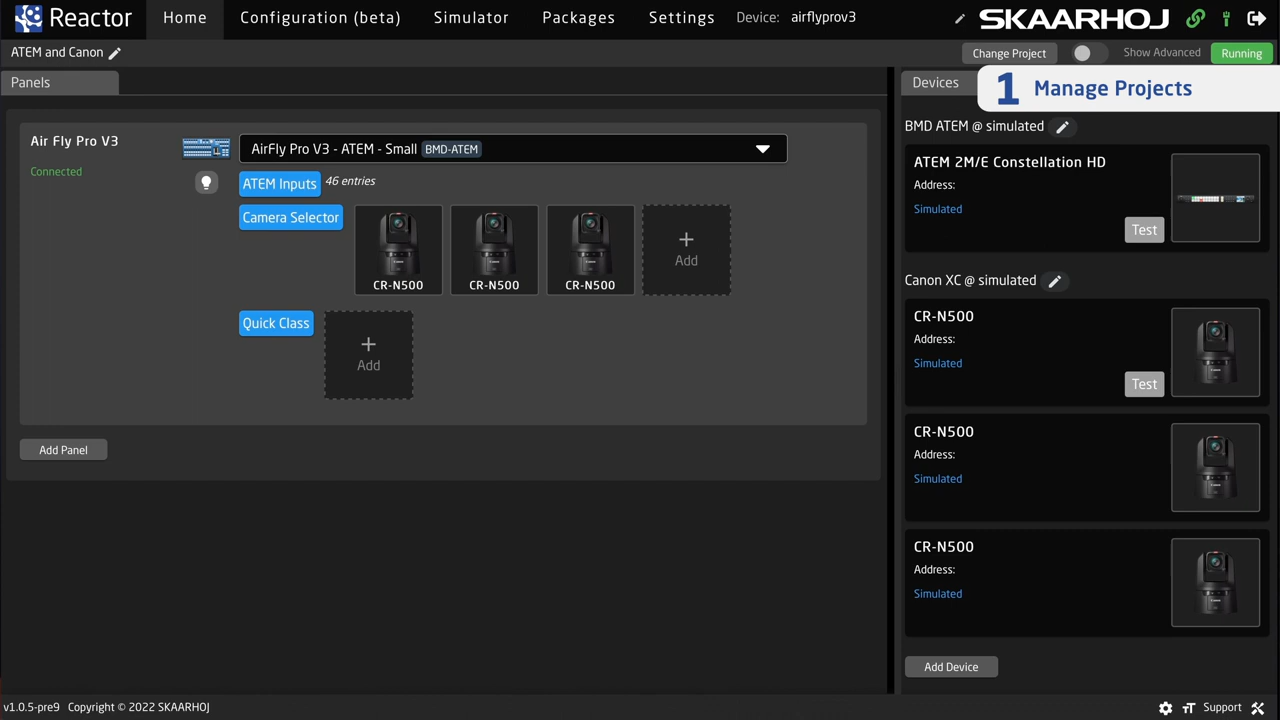 Reactor
Home
Configuration (beta)
Simulator
Packages
Settings
Device: airflyprov3
SKAARHOJ
ATEM and Canon
Change Project
Show Advanced
Running
Panels
Devices
1 Manage Projects
Air Fly Pro V3
Connected
AirFly Pro V3 - ATEM - Small BMD-ATEM
ATEM Inputs 46 entries
Camera Selector
CR-N500
CR-N500
CR-N500
+
Add
Quick Class
+
Add
Add Panel
BMD ATEM @ simulated
ATEM 2M/E Constellation HD
Address:
Simulated
Test
Canon XC @ simulated
CR-N500
Address:
Simulated
Test
CR-N500
Address:
Simulated
CR-N500
Address:
Simulated
Add Device
v1.0.5-pre9 Copyright © 2022 SKAARHOJ
Support